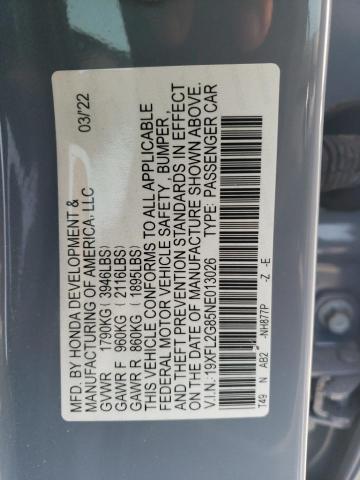 MFD. BY HONDA DEVELOPMENT &
MANUFACTURING OF AMERICA, LLC 03/'22
GVWR 1790KG (3946LBS)
GAWR F 960KG (2116LBS)
GAWR R 860KG (1895LBS)
THIS VEHICLE CONFORMS TO ALL APPLICABLE
FEDERAL MOTOR VEHICLE SAFETY, BUMPER,
AND THEFT PREVENTION STANDARDS IN EFFECT
ON THE DATE OF MANUFACTURE SHOWN ABOVE.
V.I.N.:19XFL2G85NE013026 TYPE: PASSENGER CAR
T49 N AB2 -NH877P -Z -E